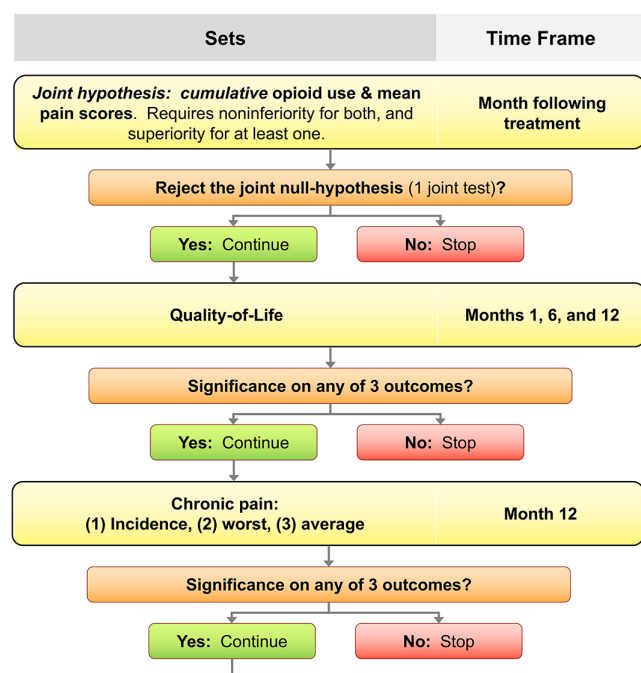 Sets
Time Frame
Joint hypothesis: cumulative opioid use & mean
pain scores. Requires noninferiority for both, and
superiority for at least one.
Month following
treatment
Reject the joint null-hypothesis (1 joint test)?
Yes: Continue
No: Stop
Quality-of-Life
Months 1, 6, and 12
Significance on any of 3 outcomes?
Yes: Continue
No: Stop
Chronic pain:
(1) Incidence, (2) worst, (3) average
Month 12
Significance on any of 3 outcomes?
Yes: Continue
No: Stop